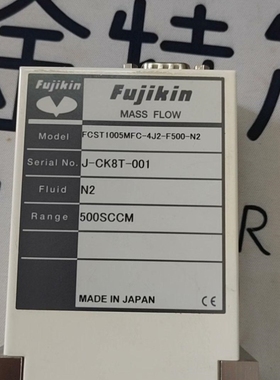 Fujikin
Fujikin
MASS FLOW
Model FCST1005MFC-4J2-F500-N2
Serial No. J-CK8T-001
Fluid N2
Range 500SCCM
MADE IN JAPAN CE